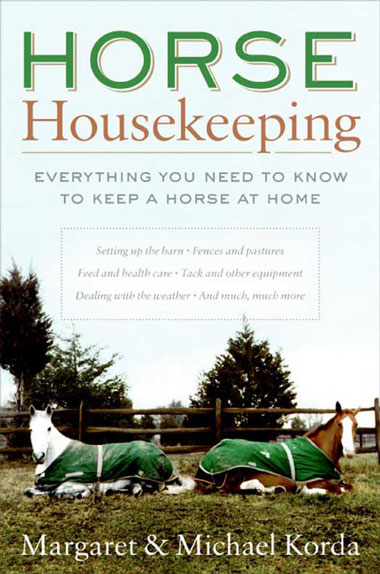 HORSE
Housekeeping
EVERYTHING YOU NEED TO KNOW
TO KEEP A HORSE AT HOME
Setting up the barn • Fences and pastures
Feed and health care • Tack and other equipment
Dealing with the weather • And much, much more
Margaret & Michael Korda